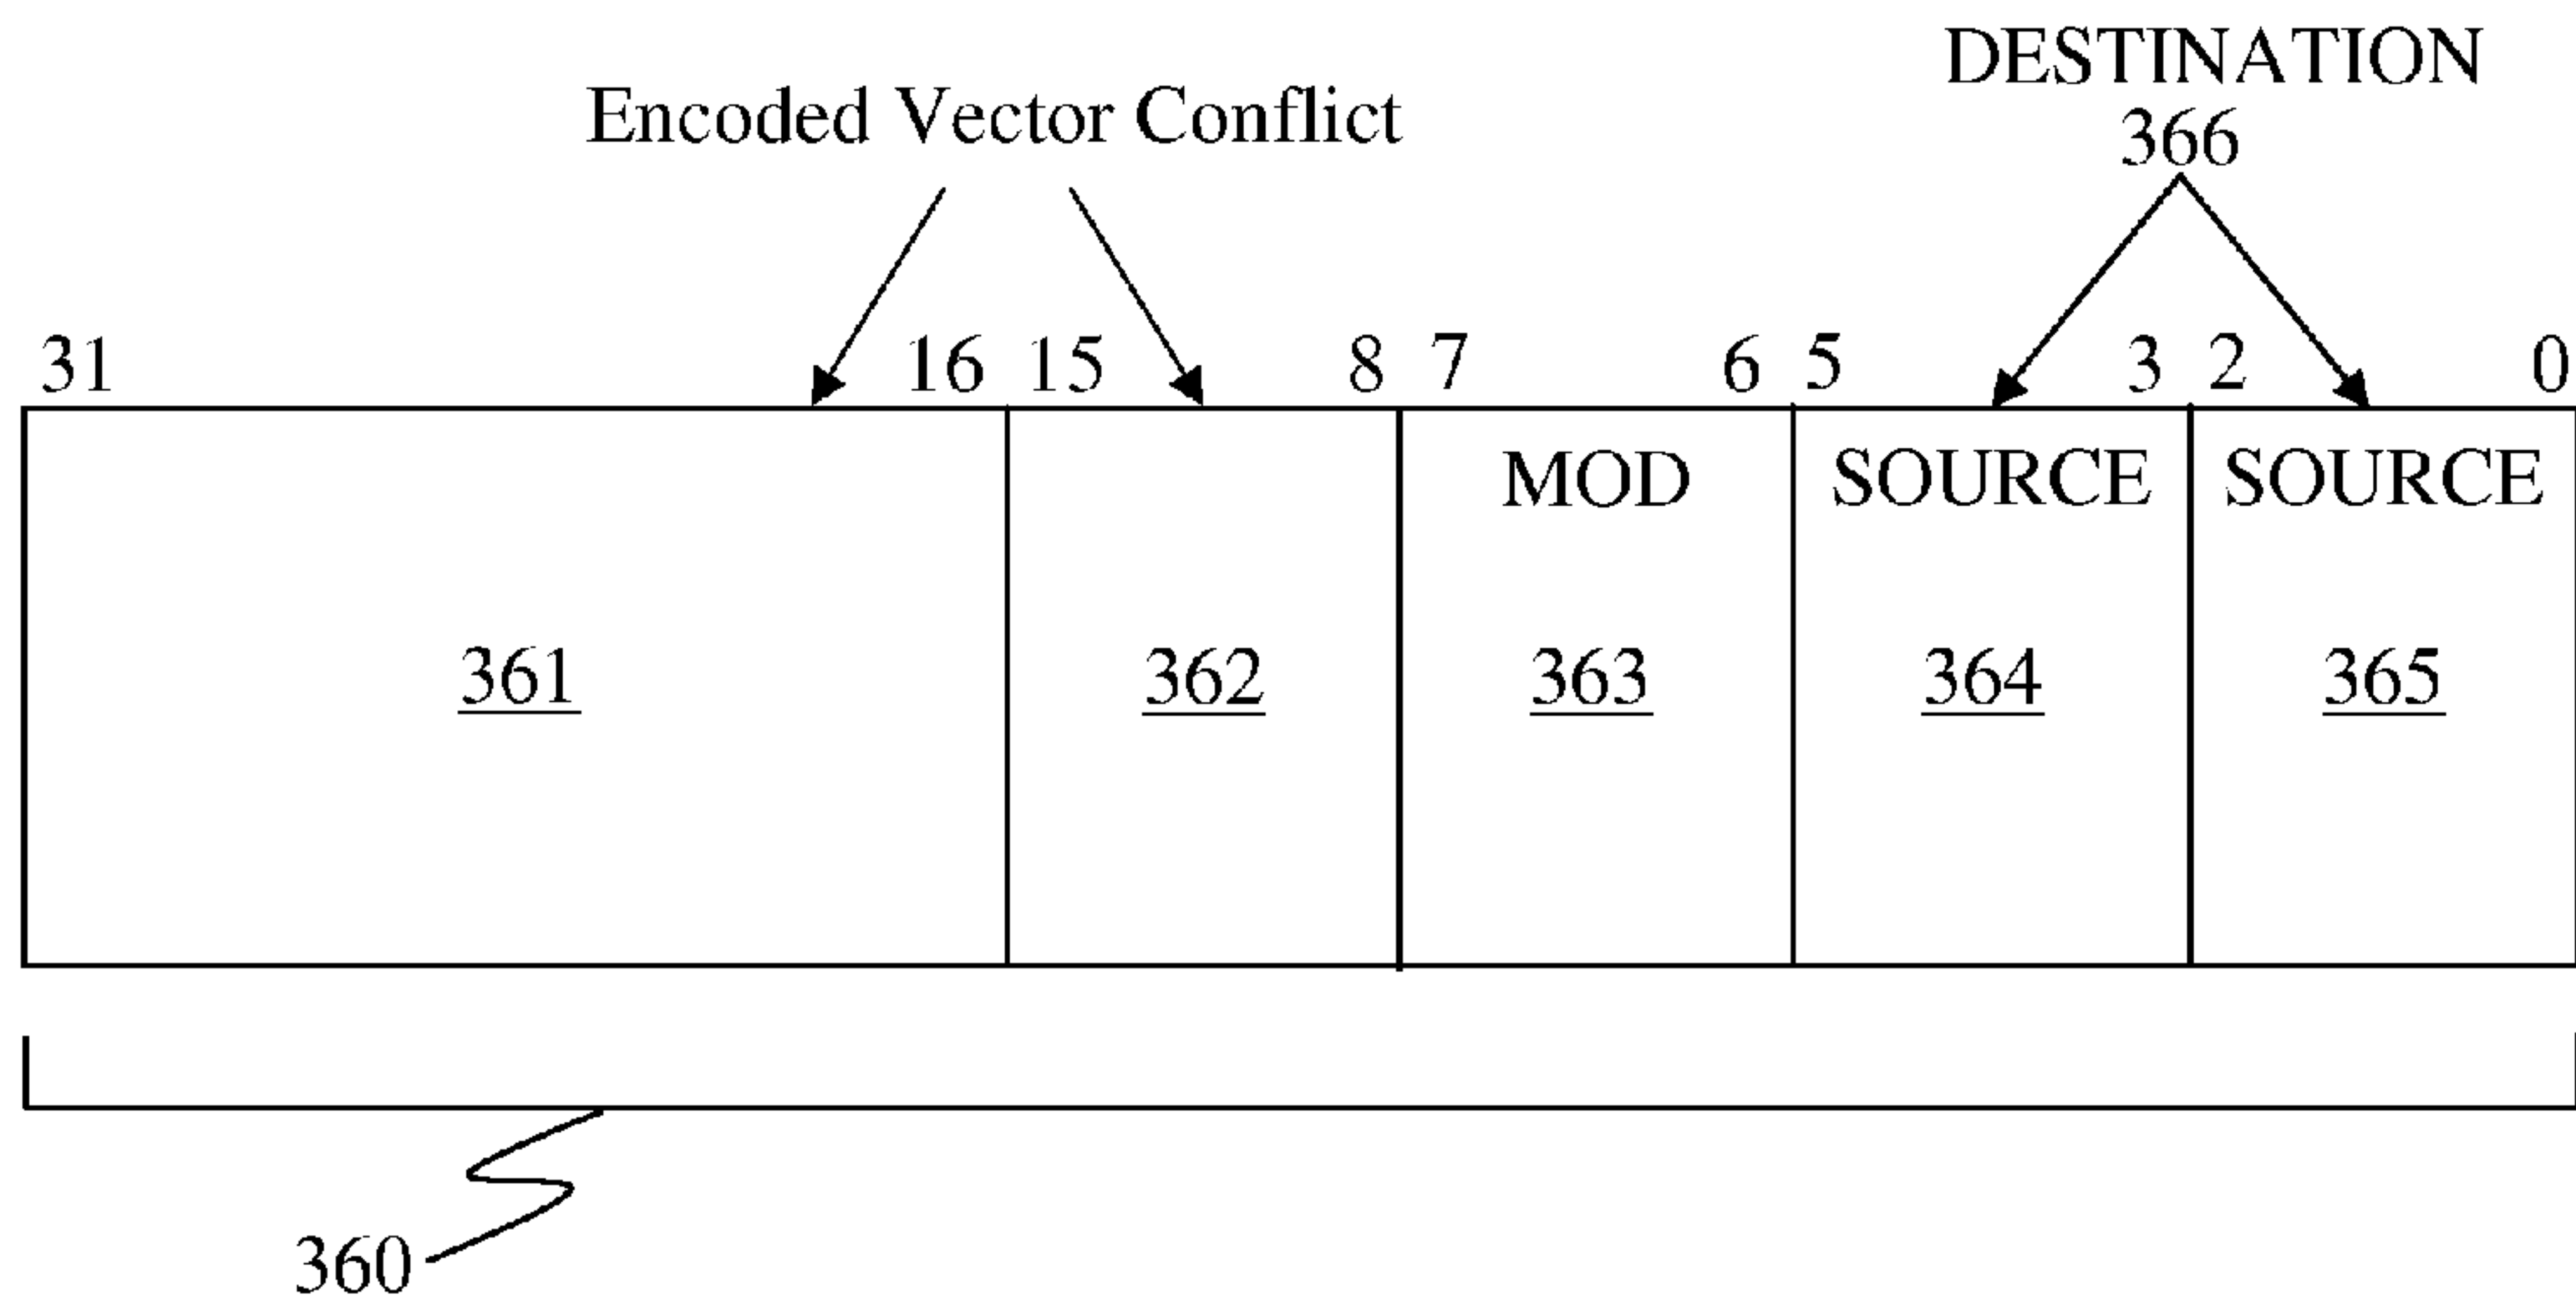 DESTINATION
366
Encoded Vector Conflict
31 16 15 8 7 6 5 3 2 0
MOD SOURCE SOURCE
361 362 363 364 365
360